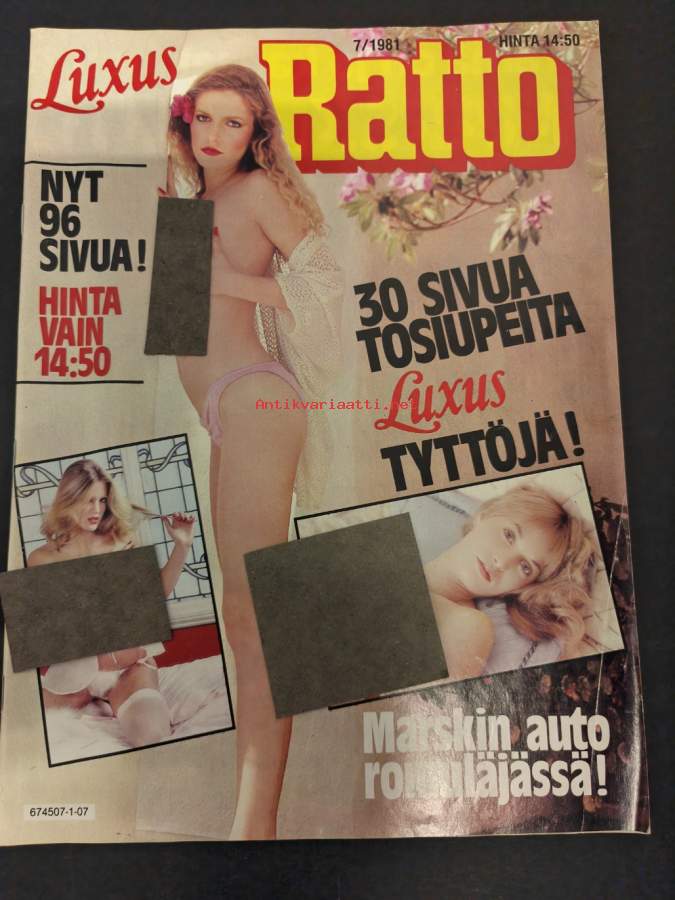 Luxus
7/1981
HINTA 14:50
Ratto
NYT
96
SIVUA!
HINTA
VAIN
14:50
30 SIVUA
TOSIUPEITA
Luxus
TYTTÖJÄ!
Antikvariaatti.net
Marskin auto
romuläjässä!
674507-1-07